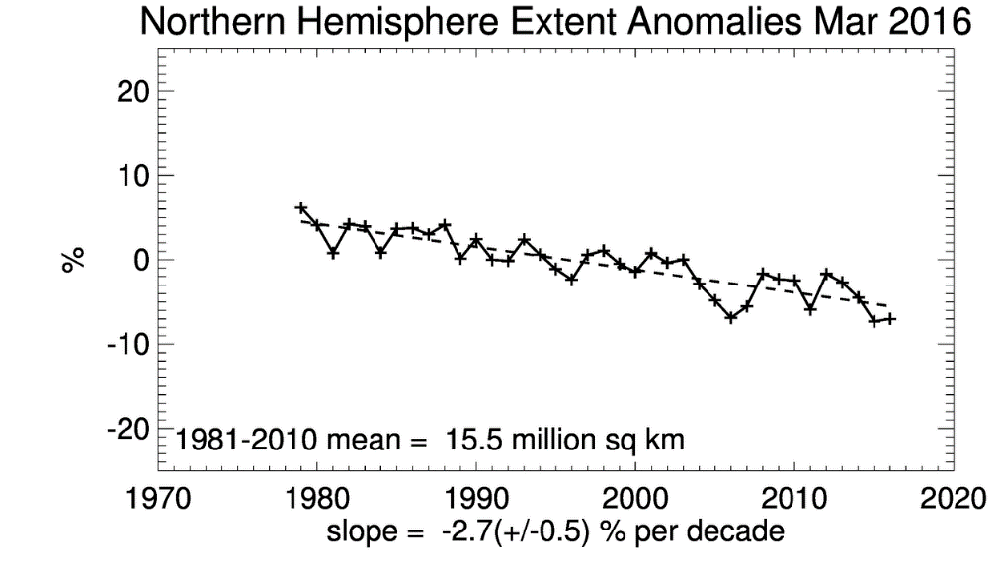 Northern Hemisphere Extent Anomalies Mar 2016
20
10
0
-10
-20
%
1981-2010 mean = 15.5 million sq km
1970 1980 1990 2000 2010 2020
slope = -2.7(+/-0.5) % per decade